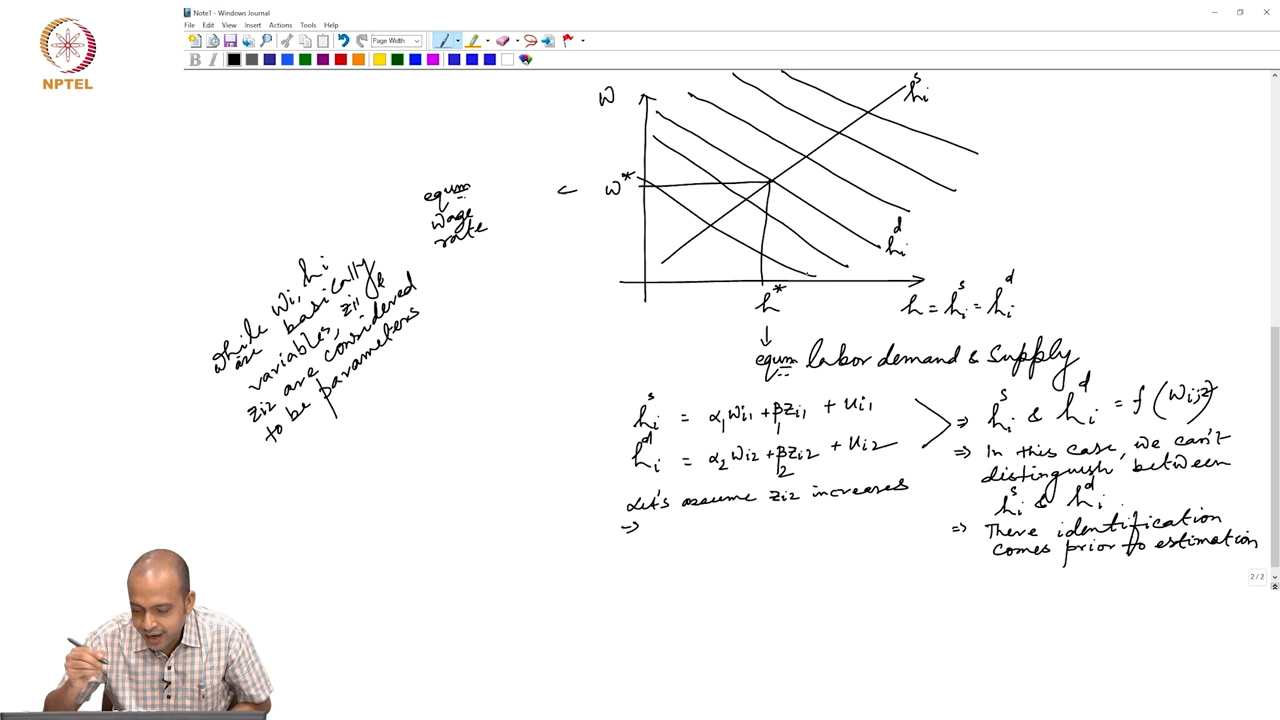 Note1 - Windows Journal
File Edit View Insert Actions Tools Help
Page Width
B I
NPTEL
w
h_i^s
w*
equm
wage
rate
h_i^d
h*
h = h_i^s = h_i^d
equm labor demand & Supply
while wi, hi
are basically
variables, zi1 &
zi2 are considered
to be parameters
h_i^s = α1 wi1 + β1 zi1 + ui1
h_i^d = α2 wi2 + β2 zi2 + ui2
Let's assume zi2 increases
⇒
⇒ h_i^s & h_i^d = f(wi, z)
⇒ In this case, we can't
distinguish between
h_i^s & h_i^d.
⇒ There identification
comes prior to estimation
2 / 2